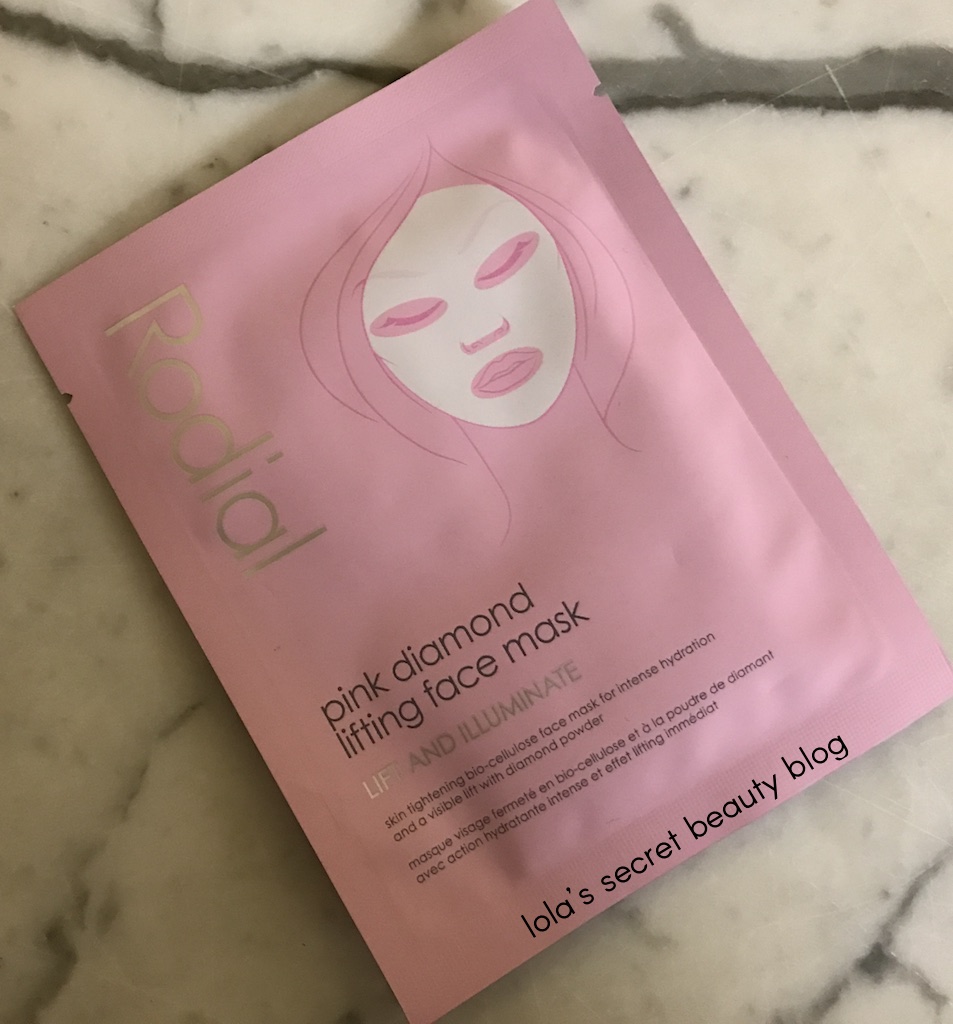 Rodial
pink diamond
lifting face mask
LIFT AND ILLUMINATE
skin tightening bio-cellulose face mask for intense hydration
and a visible lift with diamond powder
masque visage fermeté en bio-cellulose et à la poudre de diamant
avec action hydratante intense et effet lifting immédiat
lola's secret beauty blog